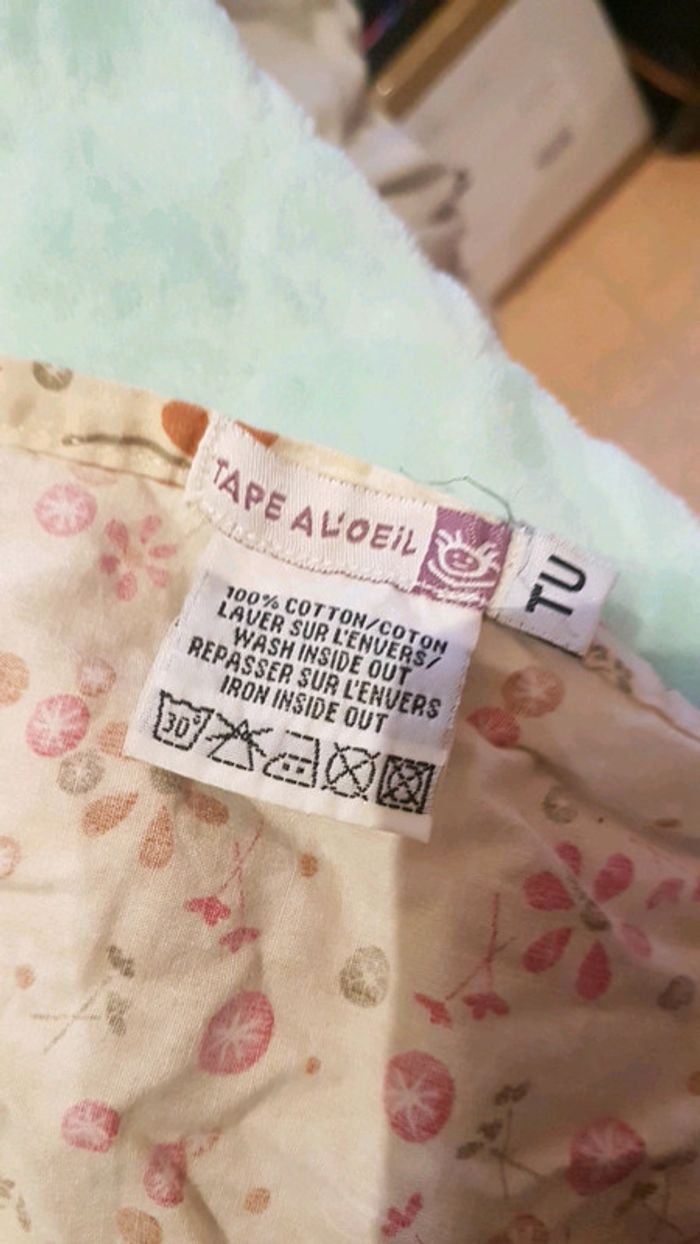 TAPE A L'OEIL
TU
100% COTTON/COTON
LAVER SUR L'ENVERS/
WASH INSIDE OUT
REPASSER SUR L'ENVERS
IRON INSIDE OUT
30°